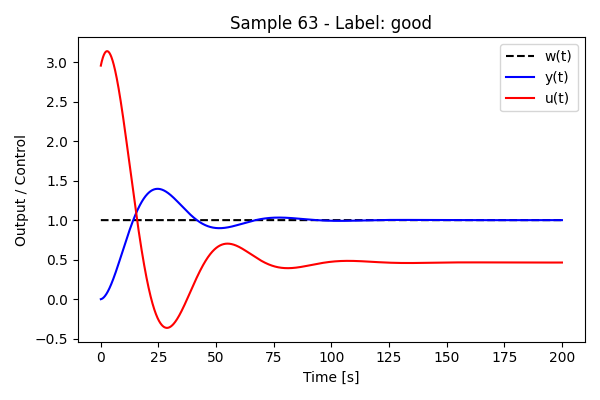 Sample 63 - Label: good
w(t)
y(t)
u(t)
Output / Control
3.0
2.5
2.0
1.5
1.0
0.5
0.0
−0.5
0 25 50 75 100 125 150 175 200
Time [s]